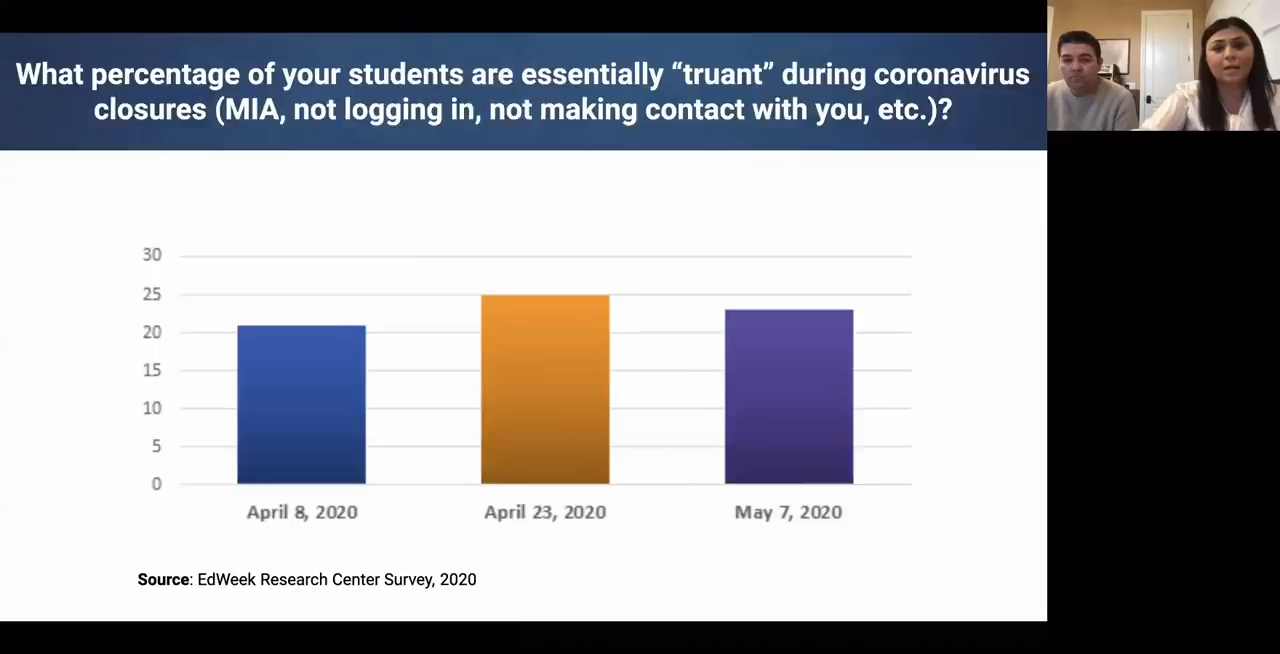 What percentage of your students are essentially “truant” during coronavirus
closures (MIA, not logging in, not making contact with you, etc.)?
30
25
20
15
10
5
0
April 8, 2020
April 23, 2020
May 7, 2020
Source: EdWeek Research Center Survey, 2020